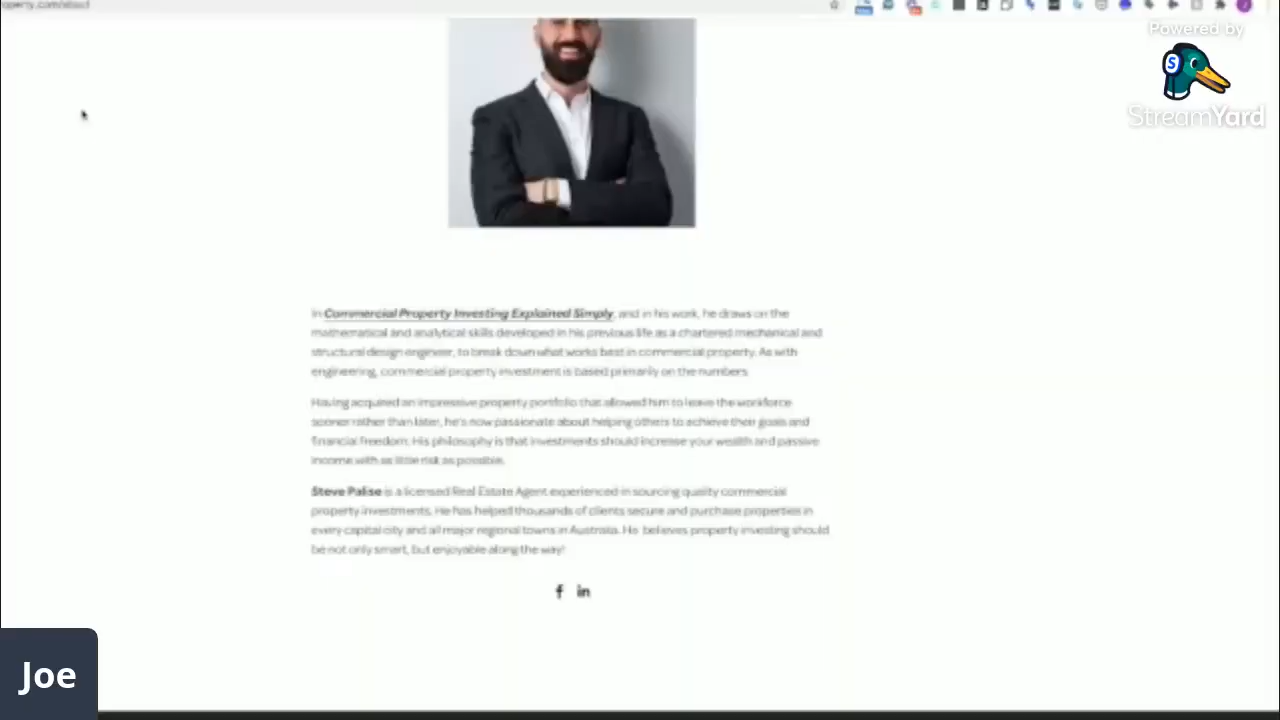 operty.com/about
Powered by
StreamYard
In Commercial Property Investing Explained Simply, and in his work, he draws on the
mathematical and analytical skills developed in his previous life as a chartered mechanical and
structural design engineer, to break down what works best in commercial property. As with
engineering, commercial property investment is based primarily on the numbers.
Having acquired an impressive property portfolio that allowed him to leave the workforce
sooner rather than later, he's now passionate about helping others to achieve their goals and
financial freedom. His philosophy is that investments should increase your wealth and passive
income with as little risk as possible.
Steve Palise is a licensed Real Estate Agent experienced in sourcing quality commercial
property investments. He has helped thousands of clients secure and purchase properties in
every capital city and all major regional towns in Australia. He believes property investing should
be not only smart, but enjoyable along the way!
f in
Joe